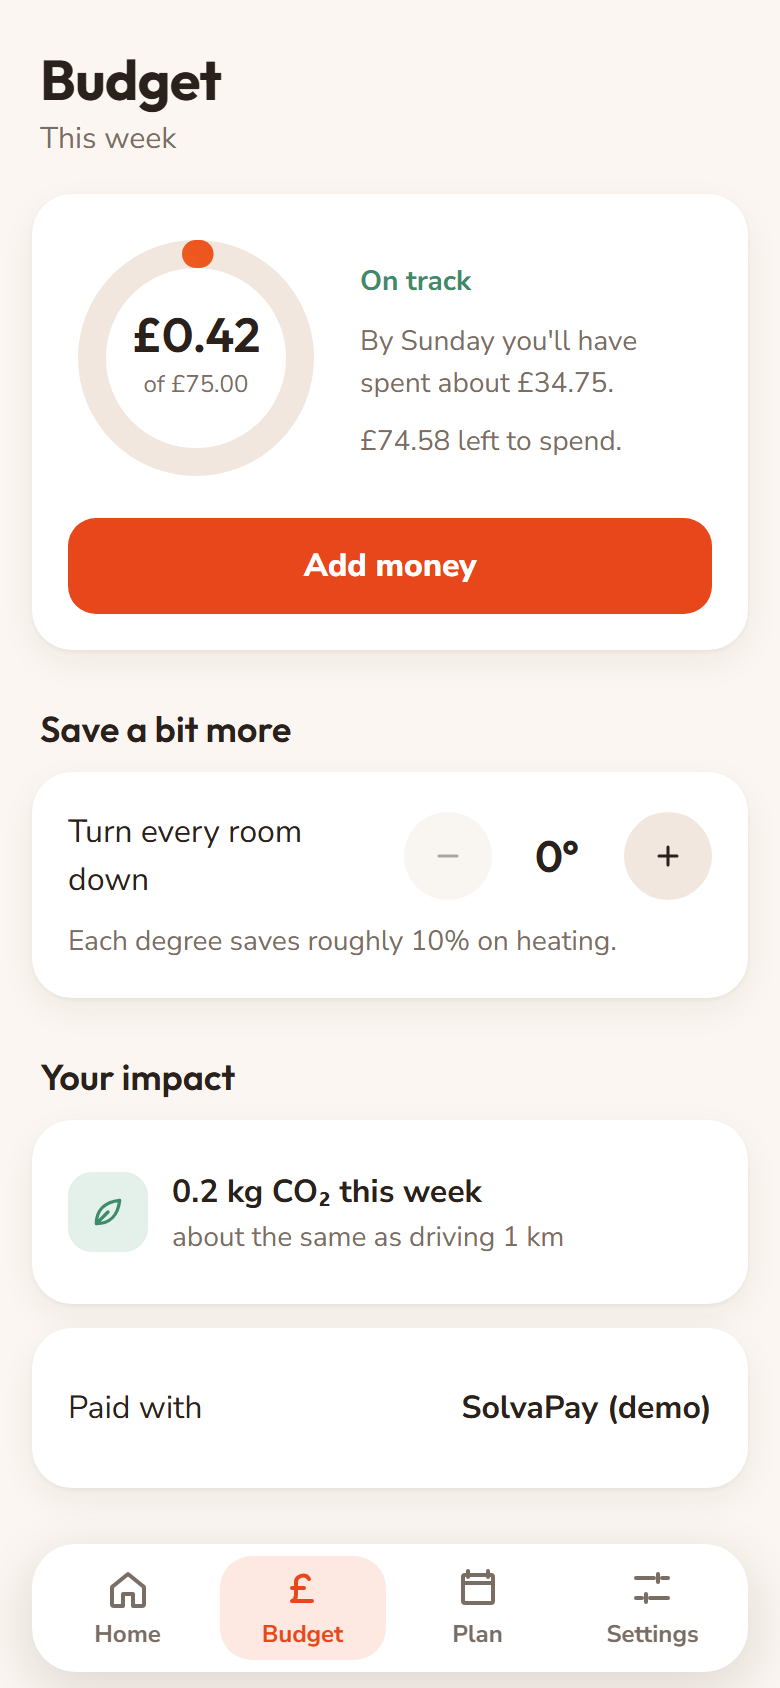 Budget
This week
£0.42
of £75.00
On track
By Sunday you'll have
spent about £34.75.
£74.58 left to spend.
Add money
Save a bit more
Turn every room
down
−
0°
+
Each degree saves roughly 10% on heating.
Your impact
0.2 kg CO₂ this week
about the same as driving 1 km
Paid with
SolvaPay (demo)
£
Home
Budget
Plan
Settings